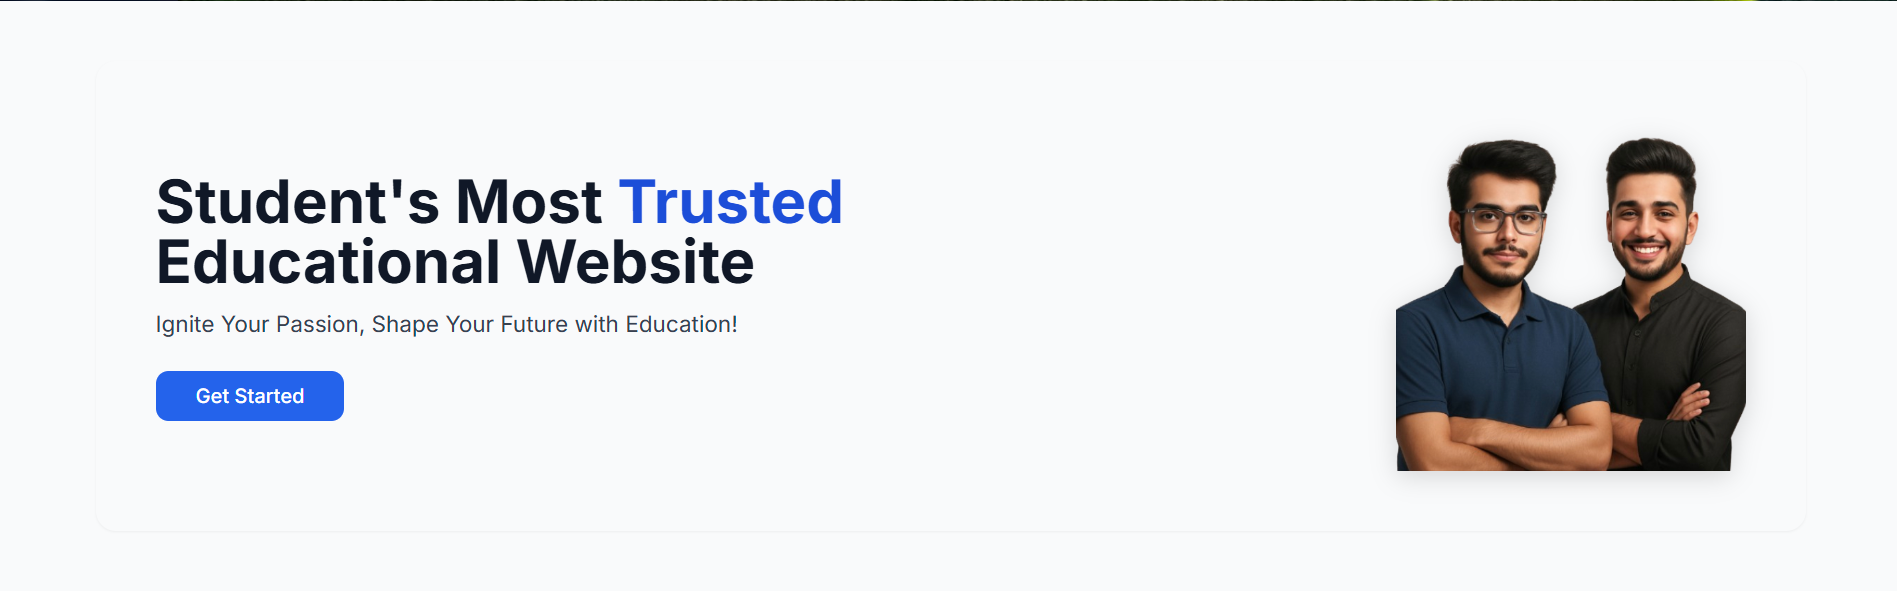 Student's Most Trusted
Educational Website
Ignite Your Passion, Shape Your Future with Education!
Get Started